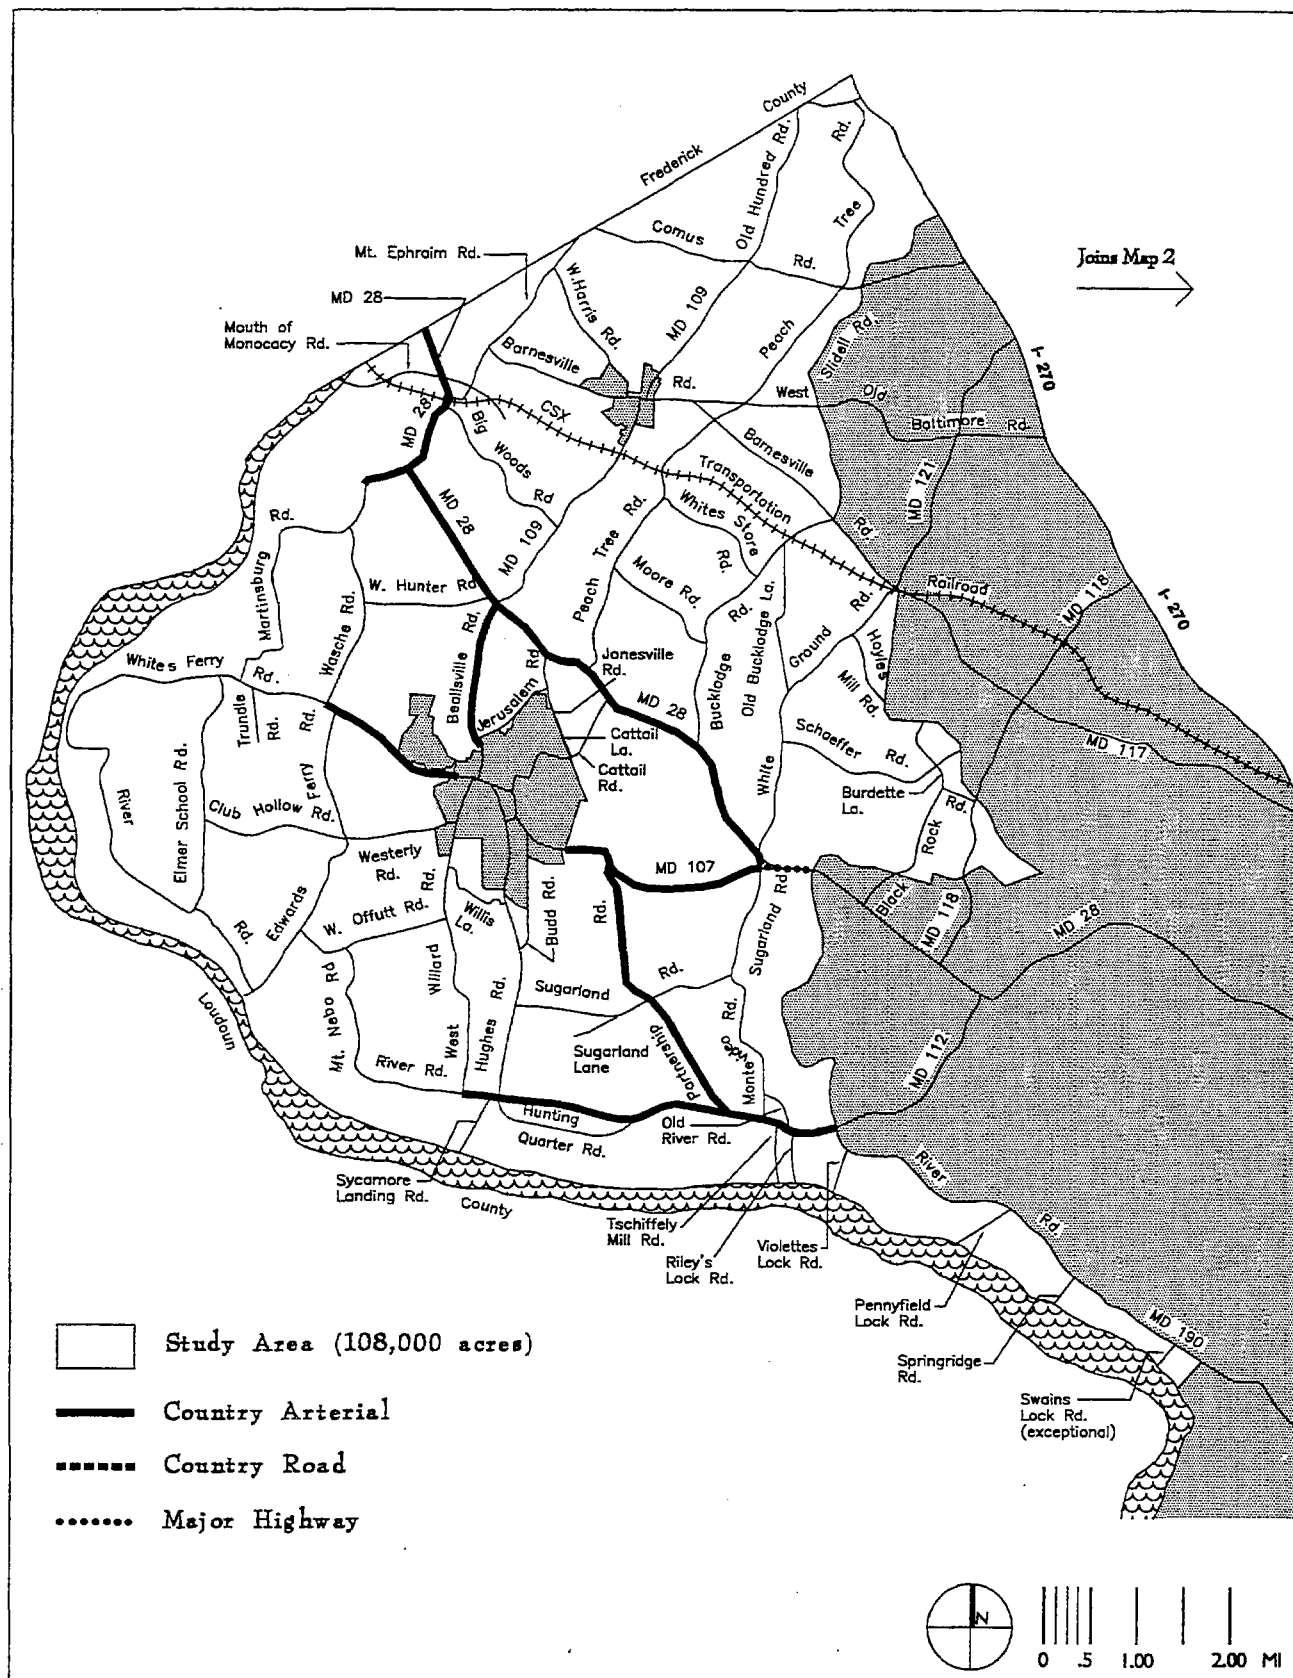 County
Frederick
Old Hundred Rd.
Rd.
Tree
Comus
Rd.
Mt. Ephraim Rd.
Joins Map 2
MD 28
W.Harris Rd.
MD 109
Mouth of
Monocacy Rd.
Peach
Slidell Rd.
I-270
Barnesville
Rd.
West
Old
Baltimore Rd.
CSX
MD 28
Big
Woods
Rd
Barnesville
Rd.
Transportation
MD 121
MD 28
Whites Store
Rd.
Rd.
MD 109
Peach Tree Rd.
Moore Rd.
Railroad
MD 118
I-270
Martinsburg
W. Hunter Rd
Wasche Rd.
Beallsville Rd.
Bucklodge Rd.
Old Bucklodge La.
Ground Rd.
Hoyles
Mill Rd.
Whites Ferry
Rd.
Jonesville
Rd.
Jerusalem Rd
MD 28
Trundle
Rd.
Ferry Rd.
Cattail
La.
Cattail
Rd.
White
Schaeffer
Rd.
MD 117
Burdette
La.
River
Elmer School Rd.
Club Hollow Rd.
Rock Rd.
Westerly
Rd.
MD 107
Black
MD 118
MD 28
Rd.
Edwards
W. Offutt Rd.
Rd.
Willis
La.
Budd Rd.
Rd.
Sugarland Rd
Loudoun
Mt. Nebo Rd
Willard
West
Hughes Rd.
Sugarland
Rd.
Sugarland
Lane
Partnership
Montevideo Rd.
MD 112
River Rd.
Hunting
Quarter Rd.
Old
River Rd.
River
Rd.
Sycamore
Landing Rd.
County
Tschiffely
Mill Rd.
Riley's
Lock Rd.
Violettes
Lock Rd.
Pennyfield
Lock Rd.
MD 190
Springridge
Rd.
Swains
Lock Rd.
(exceptional)
Study Area (108,000 acres)
Country Arterial
Country Road
Major Highway
N
0 .5 1.00 2.00 MI